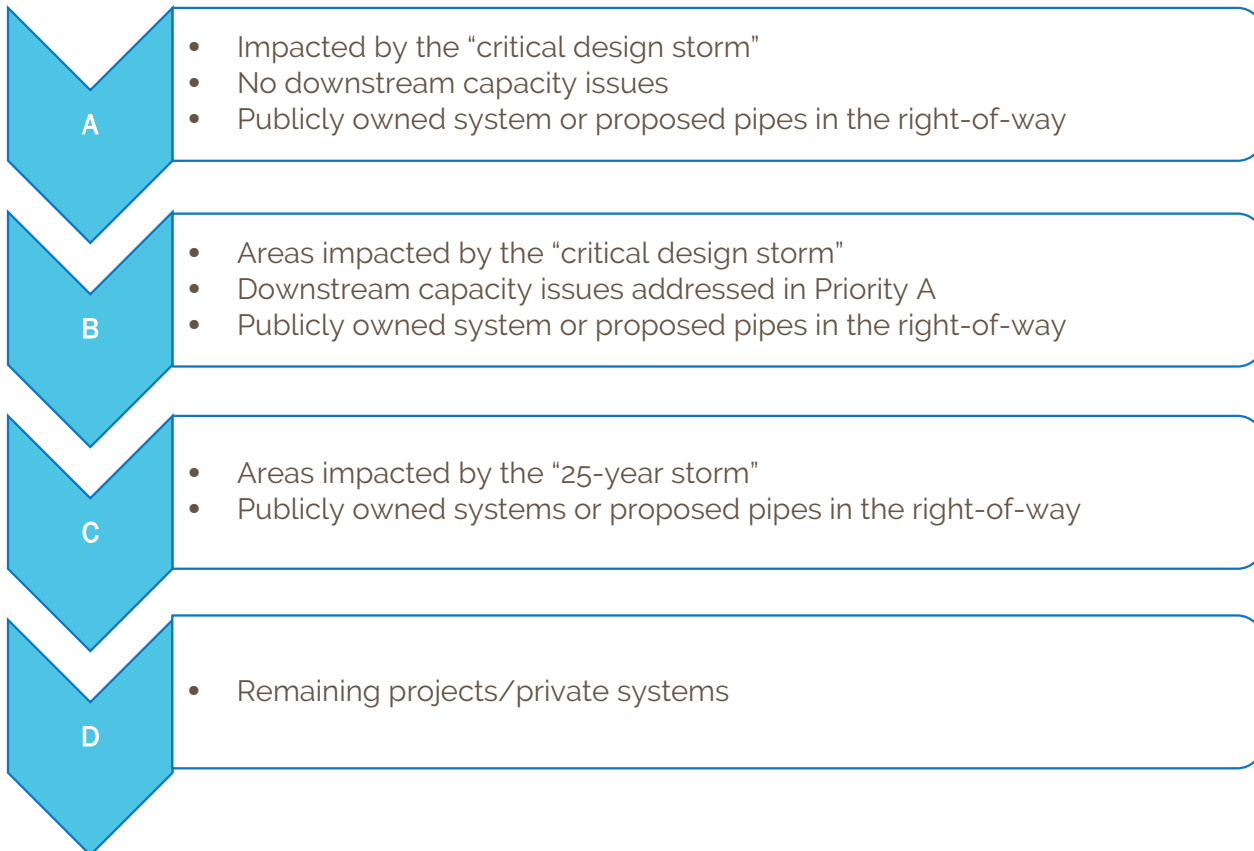 A
• Impacted by the “critical design storm”
• No downstream capacity issues
• Publicly owned system or proposed pipes in the right-of-way
B
• Areas impacted by the “critical design storm”
• Downstream capacity issues addressed in Priority A
• Publicly owned system or proposed pipes in the right-of-way
C
• Areas impacted by the “25-year storm”
• Publicly owned systems or proposed pipes in the right-of-way
D
• Remaining projects/private systems